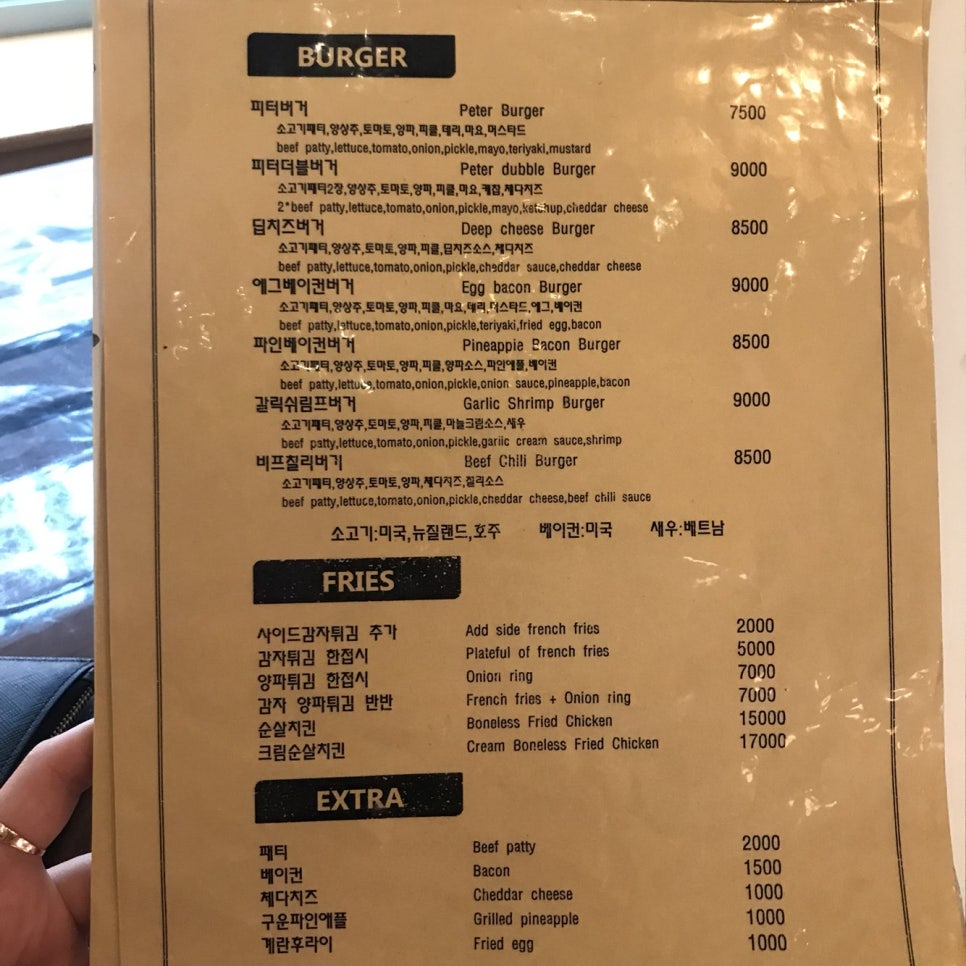 BURGER
피터버거 Peter Burger 7500
소고기패티,양상추,토마토,양파,피클,데리,마요,머스타드
beef patty,lettuce,tomato,onion,pickle,mayo,teriyaki,mustard
피터더블버거 Peter dubble Burger 9000
소고기패티2장,양상추,토마토,양파,피클,마요,케찹,체다치즈
2*beef patty,lettuce,tomato,onion,pickle,mayo,ketchup,cheddar cheese
딥치즈버거 Deep cheese Burger 8500
소고기패티,양상추,토마토,양파,피클,딥치즈소스,체다치즈
beef patty,lettuce,tomato,onion,pickle,cheddar sauce,cheddar cheese
에그베이컨버거 Egg bacon Burger 9000
소고기패티,양상추,토마토,양파,피클,마요,데리,머스타드,에그,베이컨
beef patty,lettuce,tomato,onion,pickle,teriyaki,fried egg,bacon
파인베이컨버거 Pineapple Bacon Burger 8500
소고기패티,양상추,토마토,양파,피클,양파소스,파인애플,베이컨
beef patty,lettuce,tomato,onion,pickle,onion sauce,pineapple,bacon
갈릭쉬림프버거 Garlic Shrimp Burger 9000
소고기패티,양상추,토마토,양파,피클,마늘크림소스,새우
beef patty,lettuce,tomato,onion,pickle,garlic cream sauce,shrimp
비프칠리버거 Beef Chili Burger 8500
소고기패티,양상추,토마토,양파,체다치즈,칠리소스
beef patty,lettuce,tomato,onion,pickle,cheddar cheese,beef chili sauce
소고기:미국,뉴질랜드,호주 베이컨:미국 새우:베트남
FRIES
사이드감자튀김 추가 Add side french fries 2000
감자튀김 한접시 Plateful of french fries 5000
양파튀김 한접시 Onion ring 7000
감자 양파튀김 반반 French fries + Onion ring 7000
순살치킨 Boneless Fried Chicken 15000
크림순살치킨 Cream Boneless Fried Chicken 17000
EXTRA
패티 Beef patty 2000
베이컨 Bacon 1500
체다치즈 Cheddar cheese 1000
구운파인애플 Grilled pineapple 1000
계란후라이 Fried egg 1000